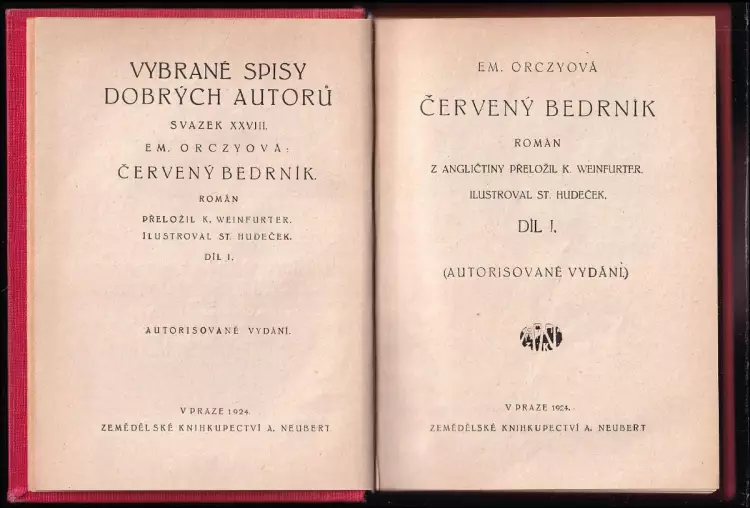 VYBRANÉ SPISY
DOBRÝCH AUTORŮ
SVAZEK XXVIII.
EM. ORCZYOVÁ:
ČERVENÝ BEDRNÍK.
ROMÁN
PŘELOŽIL K. WEINFURTER.
ILUSTROVAL ST. HUDEČEK.
DÍL I.
AUTORISOVANÉ VYDÁNÍ.
V PRAZE 1924.
ZEMĚDĚLSKÉ KNIHKUPECTVÍ A. NEUBERT.
EM. ORCZYOVÁ
ČERVENÝ BEDRNÍK
ROMÁN
Z ANGLIČTINY PŘELOŽIL K. WEINFURTER.
ILUSTROVAL ST. HUDEČEK.
DÍL I.
(AUTORISOVANÉ VYDÁNÍ.)
V PRAZE 1924.
ZEMĚDĚLSKÉ KNIHKUPECTVÍ A. NEUBERT